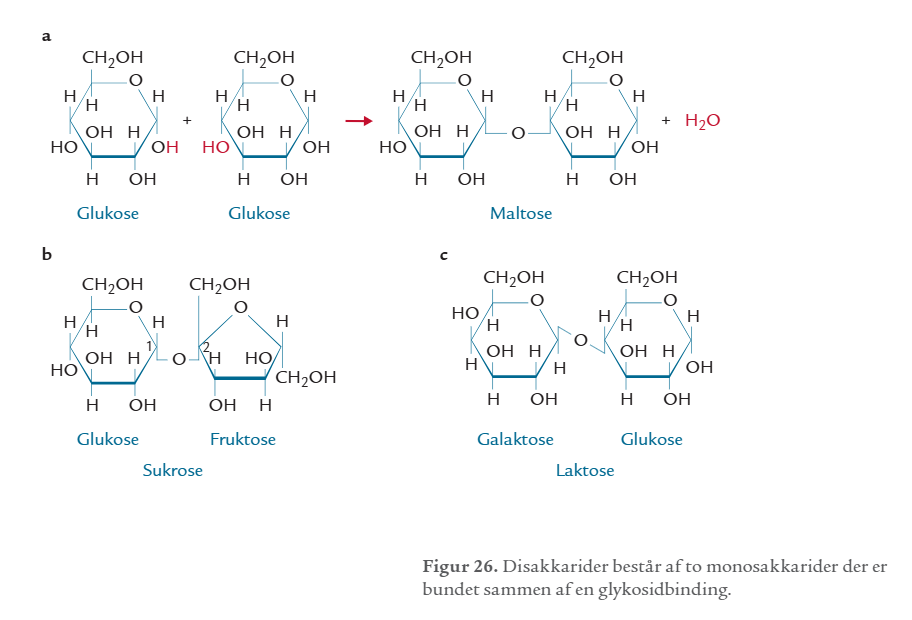 a
CH₂OH CH₂OH CH₂OH CH₂OH
O O O O
H H H H H H H H
H H H H
+ + H₂O
OH H OH H OH H O OH H
HO OH HO OH HO OH
H OH H OH H OH H OH
Glukose Glukose Maltose
b c
CH₂OH CH₂OH CH₂OH CH₂OH
O O O O
H H H HO H H
H H H
1 2 O
OH H O H HO OH H OH H
HO CH₂OH H H OH
H OH OH H H OH H OH
Glukose Fruktose Galaktose Glukose
Sukrose Laktose
Figur 26. Disakkarider består af to monosakkarider der er
bundet sammen af en glykosidbinding.